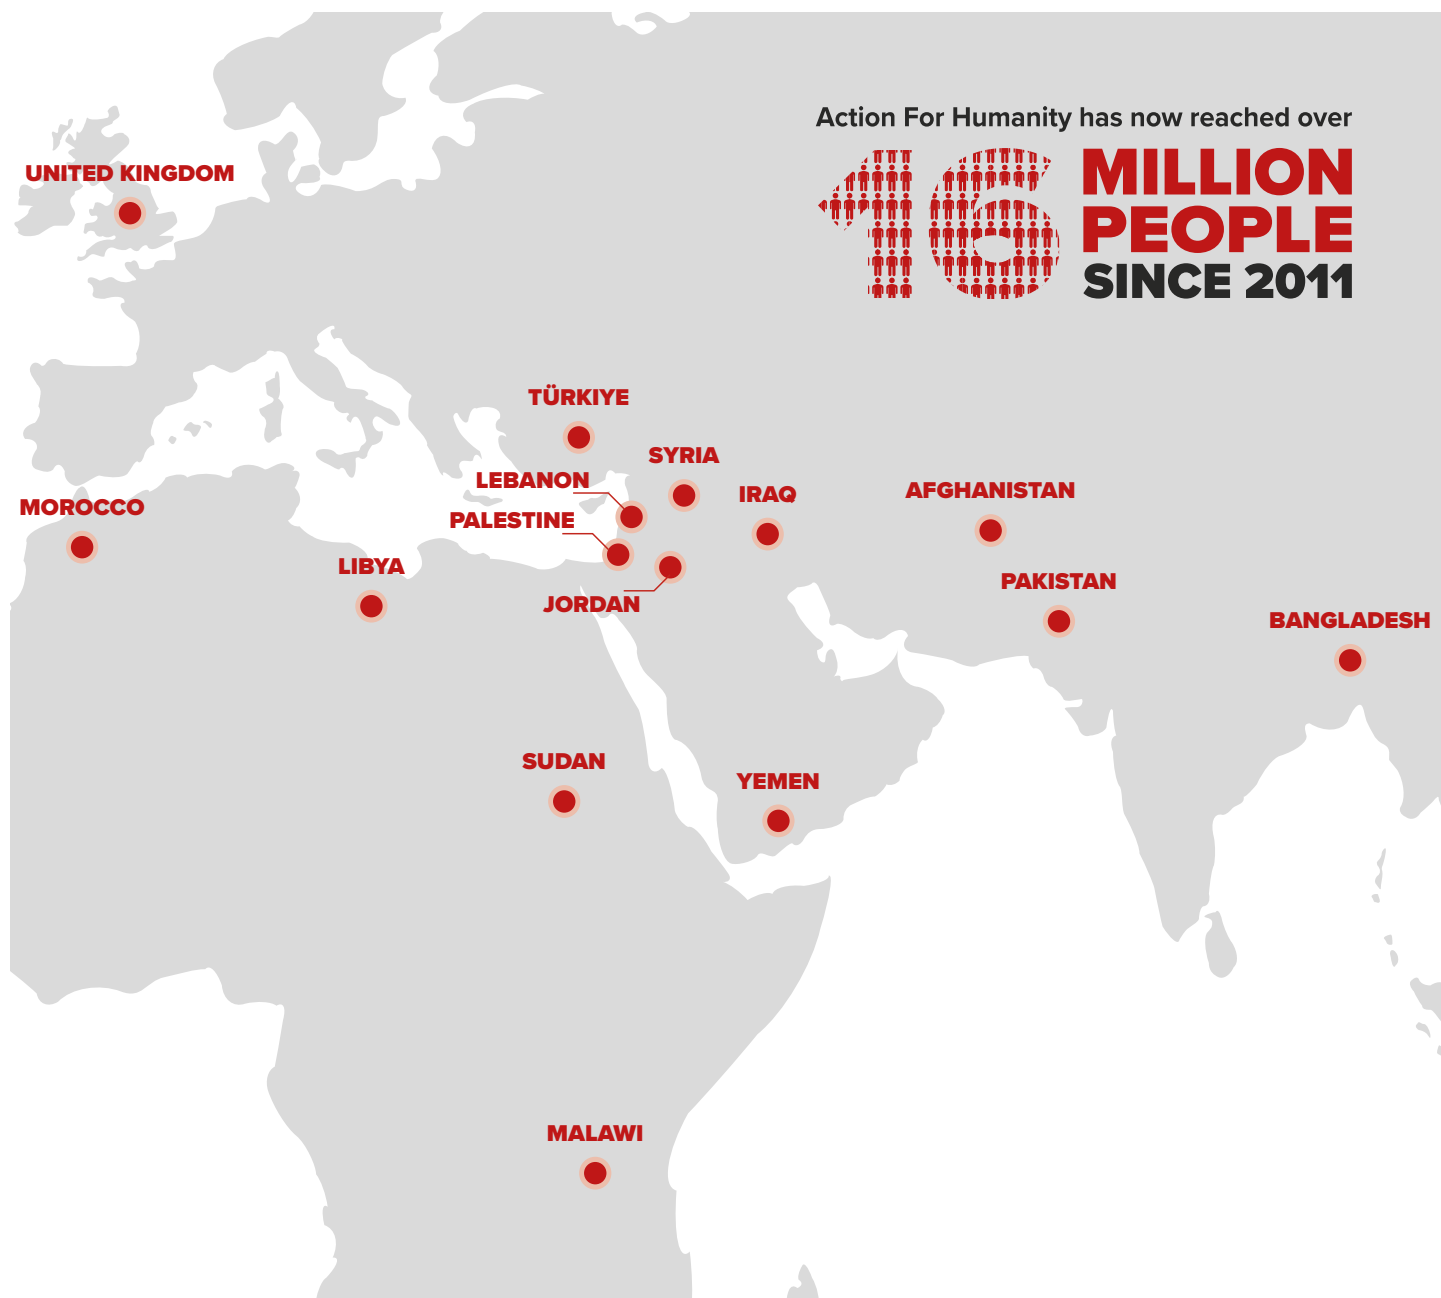 Action For Humanity has now reached over
16 MILLION
PEOPLE
SINCE 2011
UNITED KINGDOM
TÜRKIYE
SYRIA
LEBANON
IRAQ
AFGHANISTAN
MOROCCO
PALESTINE
LIBYA
PAKISTAN
JORDAN
BANGLADESH
SUDAN
YEMEN
MALAWI